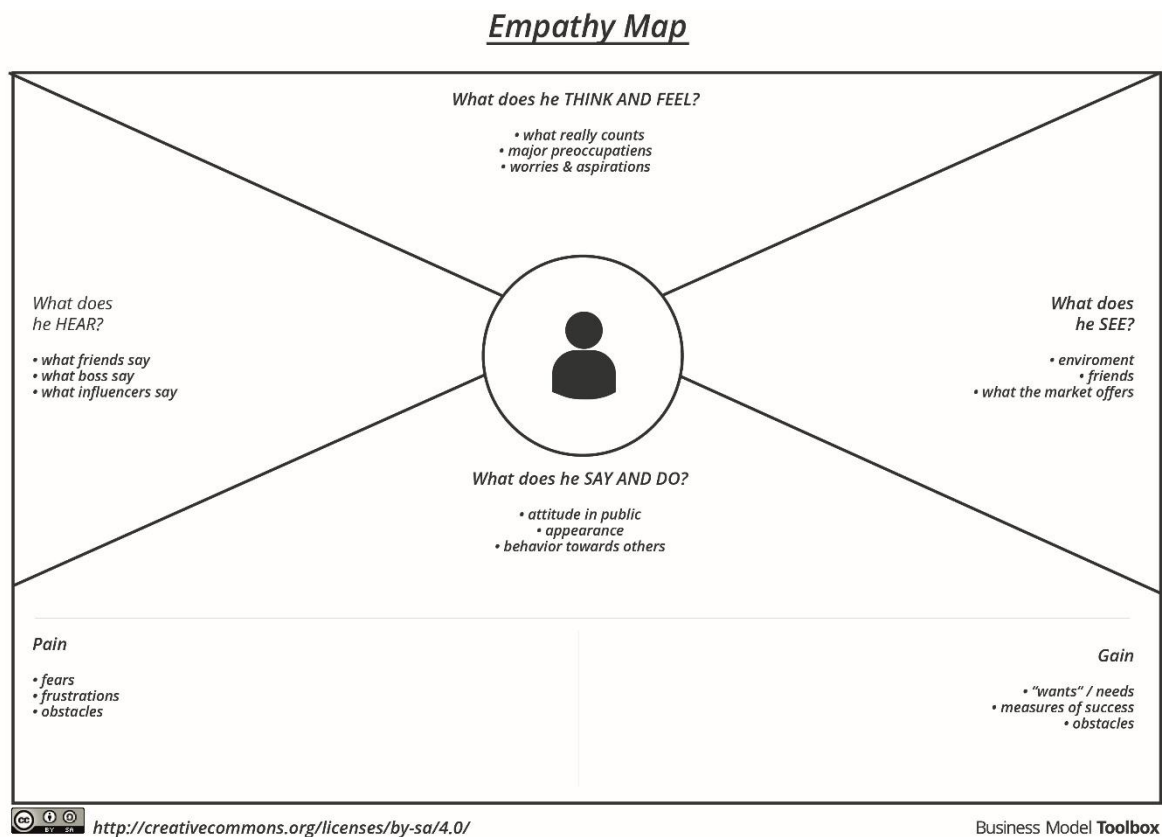 Empathy Map
What does he THINK AND FEEL?
• what really counts
• major preoccupatiens
• worries & aspirations
What does
he HEAR?
• what friends say
• what boss say
• what influencers say
What does
he SEE?
• enviroment
• friends
• what the market offers
What does he SAY AND DO?
• attitude in public
• appearance
• behavior towards others
Pain
• fears
• frustrations
• obstacles
Gain
• “wants” / needs
• measures of success
• obstacles
cc BY SA http://creativecommons.org/licenses/by-sa/4.0/
Business Model Toolbox